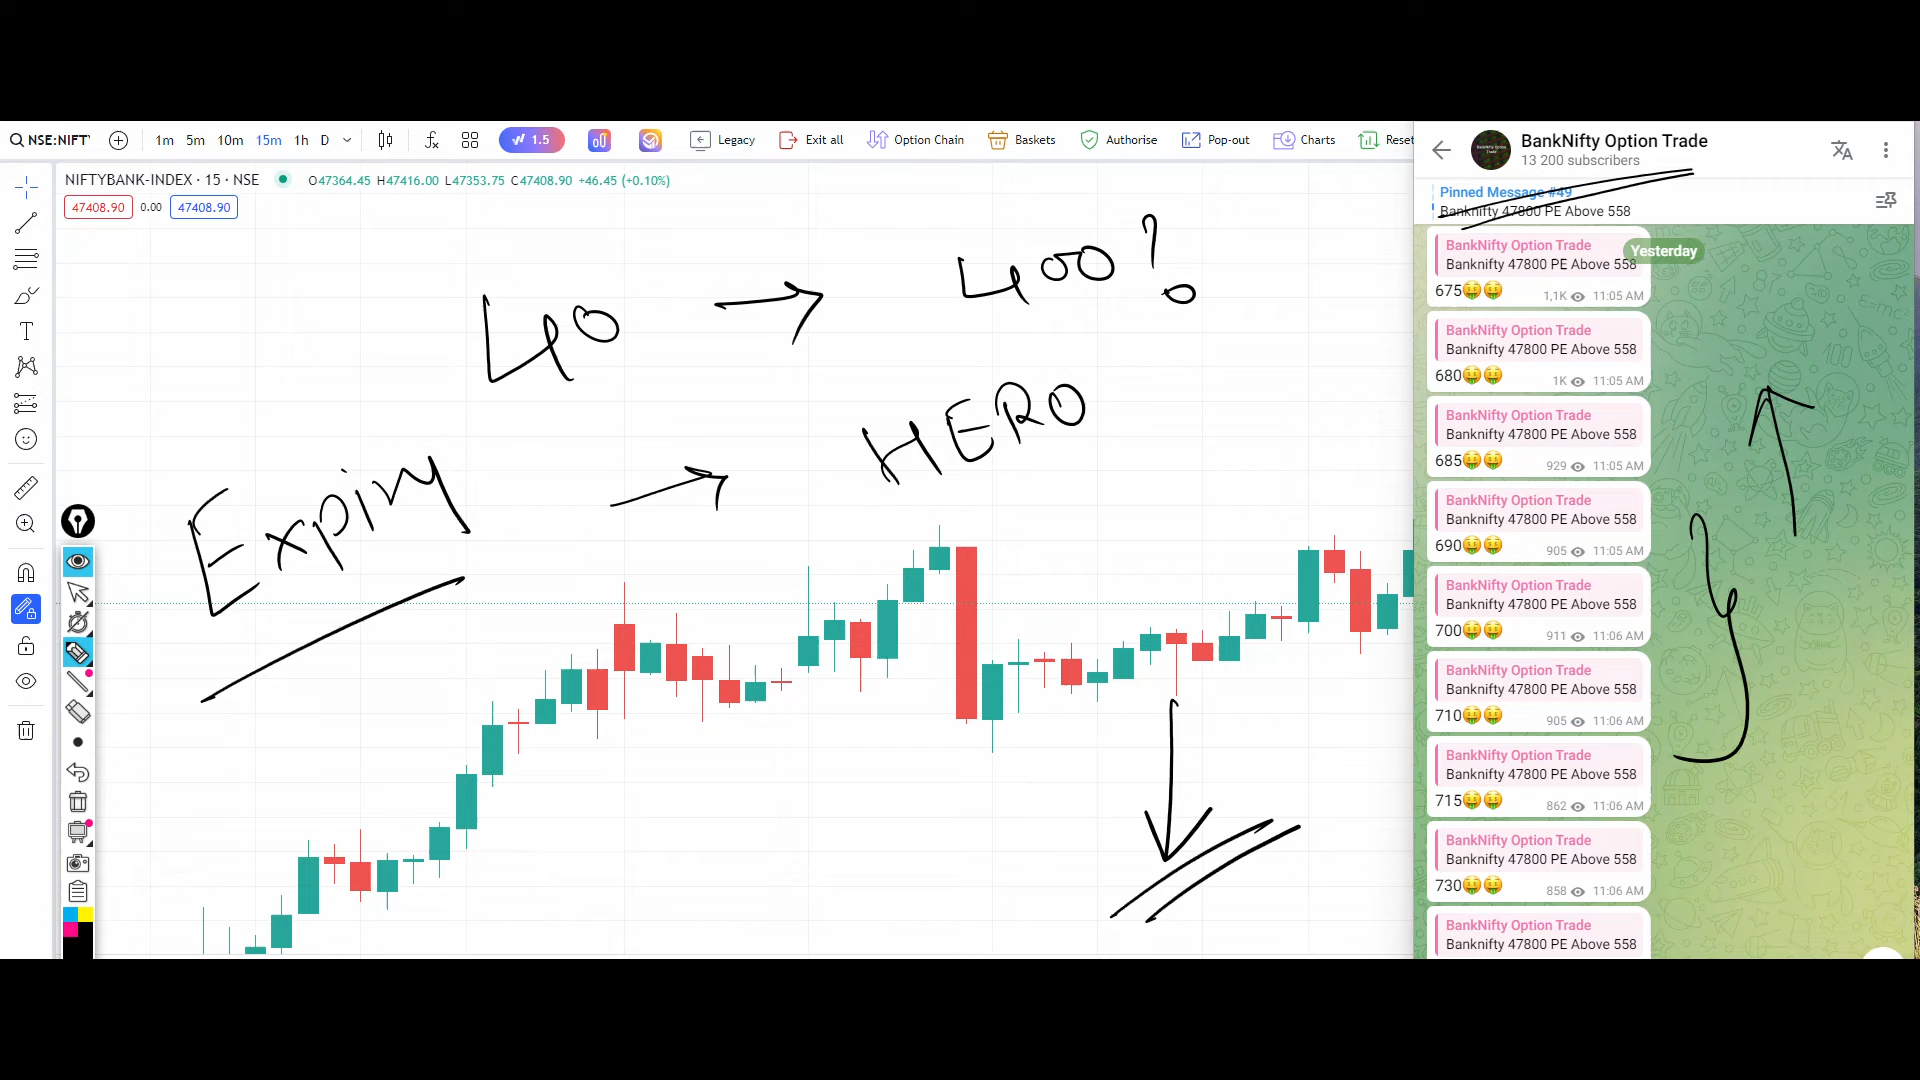 NSE:NIFTY
1m 5m 10m 15m 1h D
1.5
Legacy
Exit all
Option Chain
Baskets
Authorise
Pop-out
Charts
Reset
NIFTYBANK-INDEX · 15 · NSE O47364.45 H47416.00 L47353.75 C47408.90 +46.45 (+0.10%)
47408.90 0.00 47408.90
40 → 400?
Expiry → HERO
BankNifty Option Trade
13 200 subscribers
Pinned Message #49
Banknifty 47800 PE Above 558
Yesterday
BankNifty Option Trade
Banknifty 47800 PE Above 558
675🤑🤑 1,1K 11:05 AM
BankNifty Option Trade
Banknifty 47800 PE Above 558
680🤑🤑 1K 11:05 AM
BankNifty Option Trade
Banknifty 47800 PE Above 558
685🤑🤑 929 11:05 AM
BankNifty Option Trade
Banknifty 47800 PE Above 558
690🤑🤑 905 11:05 AM
BankNifty Option Trade
Banknifty 47800 PE Above 558
700🤑🤑 911 11:06 AM
BankNifty Option Trade
Banknifty 47800 PE Above 558
710🤑🤑 905 11:06 AM
BankNifty Option Trade
Banknifty 47800 PE Above 558
715🤑🤑 862 11:06 AM
BankNifty Option Trade
Banknifty 47800 PE Above 558
730🤑🤑 858 11:06 AM
BankNifty Option Trade
Banknifty 47800 PE Above 558